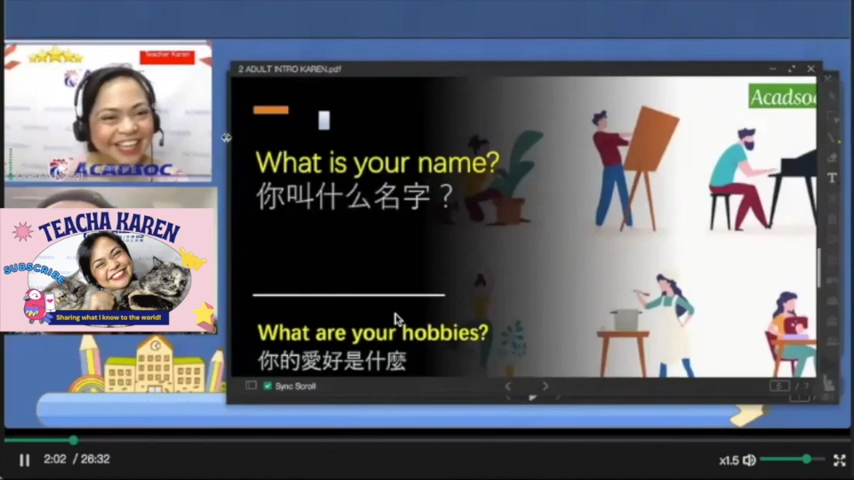 Teacher Karen
ACADSOC
TEACHA KAREN
SUBSCRIBE
Sharing what I know to the world!
2 ADULT INTRO KAREN.pdf
Acadsoc
What is your name?
你叫什么名字？
What are your hobbies?
你的愛好是什麼
Sync Scroll
2:02 / 26:32
x1.5